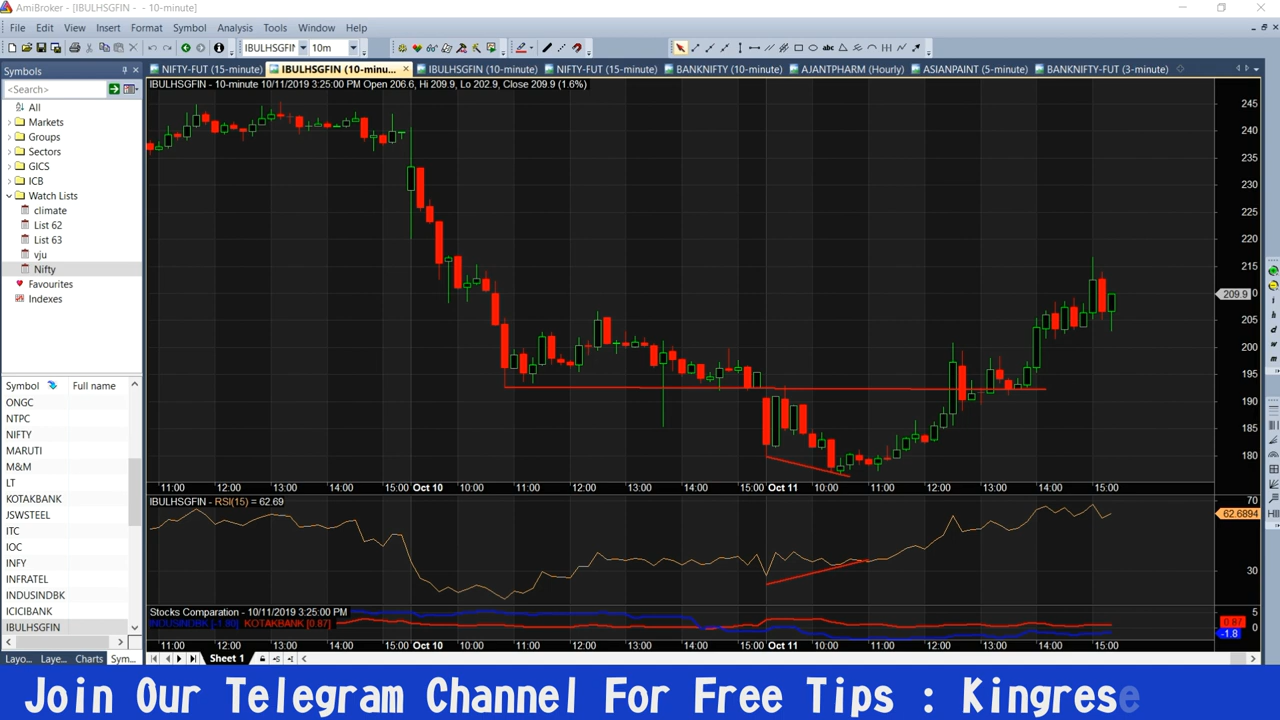 AmiBroker - [IBULHSGFIN - - 10-minute]
File Edit View Insert Format Symbol Analysis Tools Window Help
IBULHSGFIN 10m abc
Symbols
NIFTY-FUT (15-minute) IBULHSGFIN (10-minu... IBULHSGFIN (10-minute) NIFTY-FUT (15-minute) BANKNIFTY (10-minute) AJANTPHARM (Hourly) ASIANPAINT (5-minute) BANKNIFTY-FUT (3-minute)
IBULHSGFIN - 10-minute 10/11/2019 3:25:00 PM Open 206.6, Hi 209.9, Lo 202.9, Close 209.9 (1.6%)
<Search>
All
Markets
Groups
Sectors
GICS
ICB
Watch Lists
climate
List 62
List 63
vju
Nifty
Favourites
Indexes
Symbol Full name
ONGC
NTPC
NIFTY
MARUTI
M&M
LT
KOTAKBANK
JSWSTEEL
ITC
IOC
INFY
INFRATEL
INDUSINDBK
ICICIBANK
IBULHSGFIN
Layo... Laye... Charts Sym...
245
240
235
230
225
220
215
209.9 0
205
200
195
190
185
180
11:00 12:00 13:00 14:00 15:00 Oct 10 11:00 12:00 13:00 14:00 15:00 Oct 11 10:00 11:00 12:00 13:00 14:00 15:00
IBULHSGFIN - RSI(15) = 62.69
70
62.6894
30
Stocks Comparation - 10/11/2019 3:25:00 PM
INDUSINDBK [-1.80] KOTAKBANK [0.87]
5
0.87
0
-1.8
11:00 12:00 13:00 14:00 15:00 Oct 10 11:00 12:00 13:00 14:00 15:00 Oct 11 10:00 11:00 12:00 13:00 14:00 15:00
Sheet 1
Join Our Telegram Channel For Free Tips : Kingrese